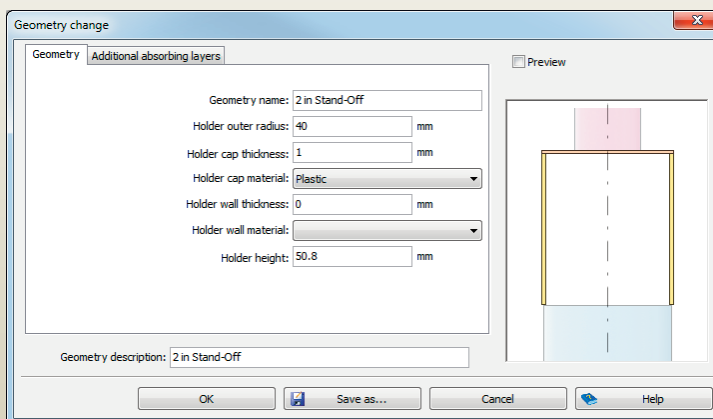 Geometry change
Geometry Additional absorbing layers
Preview
Geometry name: 2 in Stand-Off
Holder outer radius: 40 mm
Holder cap thickness: 1 mm
Holder cap material: Plastic
Holder wall thickness: 0 mm
Holder wall material:
Holder height: 50.8 mm
Geometry description: 2 in Stand-Off
OK Save as... Cancel Help